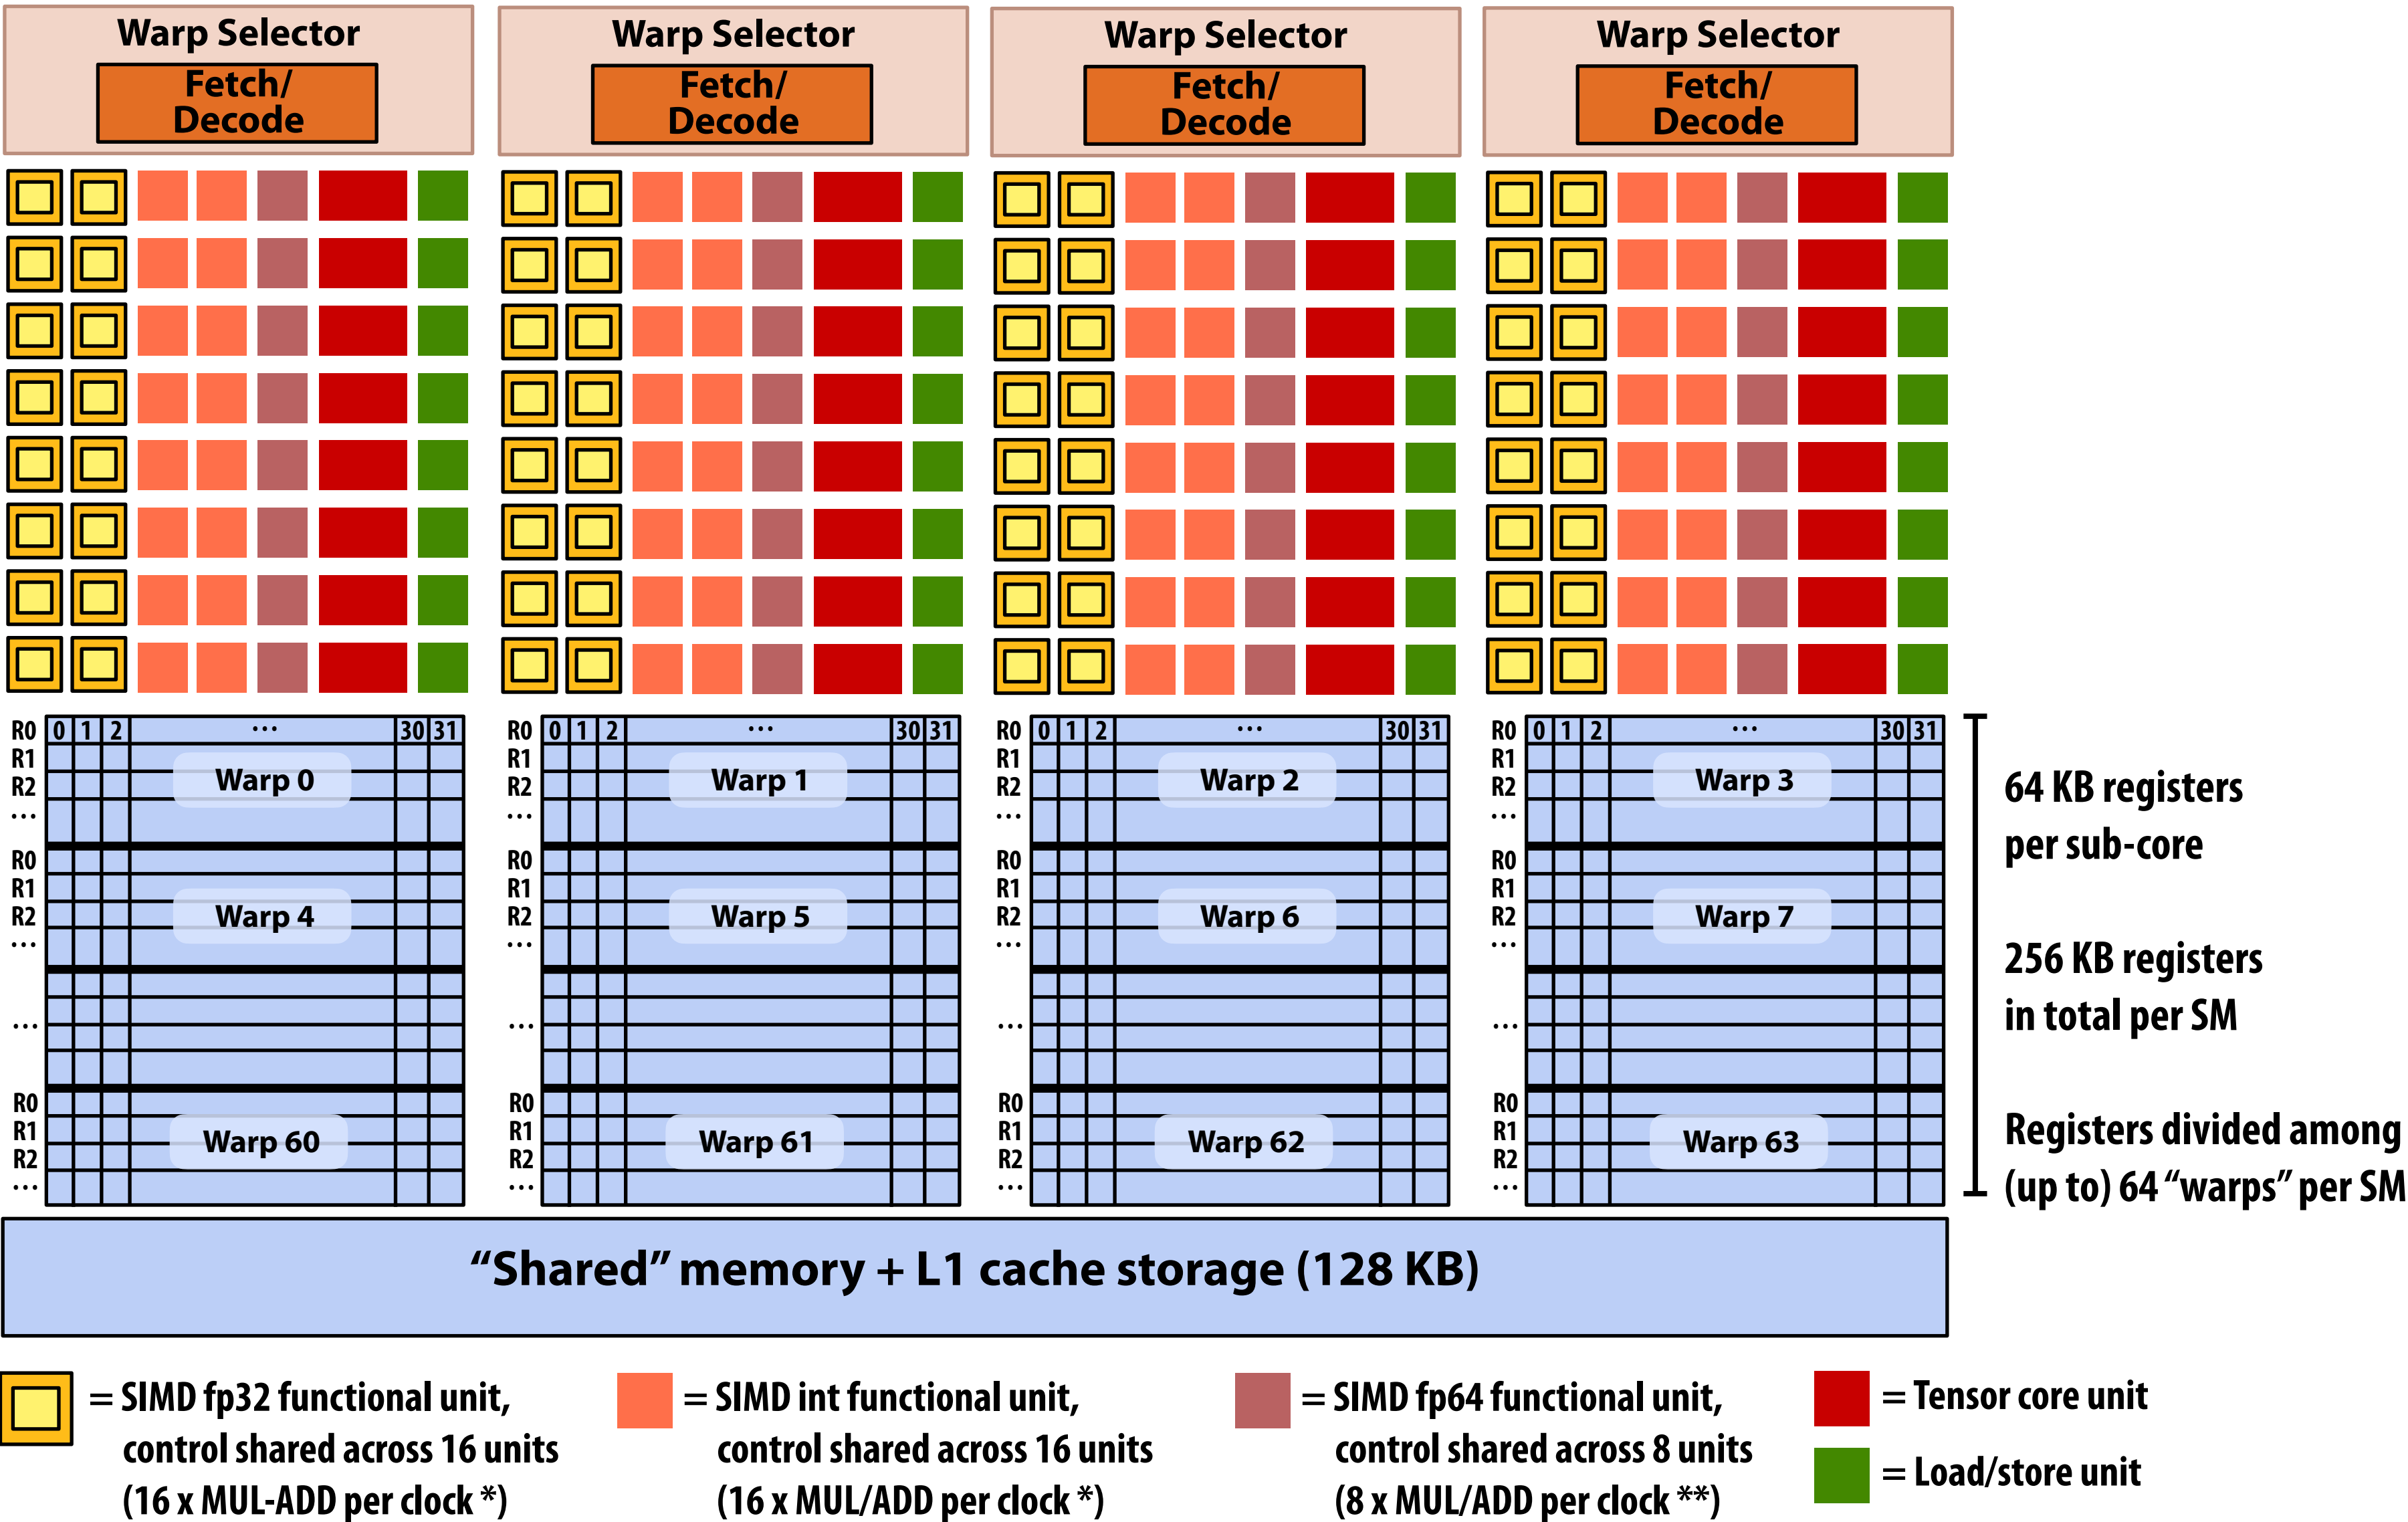 Warp Selector
Fetch/
Decode
Warp Selector
Fetch/
Decode
Warp Selector
Fetch/
Decode
Warp Selector
Fetch/
Decode
R0 0 1 2 ... 30 31
R1
R2
...
Warp 0
R0
R1
R2
...
Warp 4
...
R0
R1
R2
...
Warp 60
R0 0 1 2 ... 30 31
R1
R2
...
Warp 1
R0
R1
R2
...
Warp 5
...
R0
R1
R2
...
Warp 61
R0 0 1 2 ... 30 31
R1
R2
...
Warp 2
R0
R1
R2
...
Warp 6
...
R0
R1
R2
...
Warp 62
R0 0 1 2 ... 30 31
R1
R2
...
Warp 3
R0
R1
R2
...
Warp 7
...
R0
R1
R2
...
Warp 63
64 KB registers
per sub-core
256 KB registers
in total per SM
Registers divided among
(up to) 64 “warps” per SM
“Shared” memory + L1 cache storage (128 KB)
= SIMD fp32 functional unit,
control shared across 16 units
(16 x MUL-ADD per clock *)
= SIMD int functional unit,
control shared across 16 units
(16 x MUL/ADD per clock *)
= SIMD fp64 functional unit,
control shared across 8 units
(8 x MUL/ADD per clock **)
= Tensor core unit
= Load/store unit